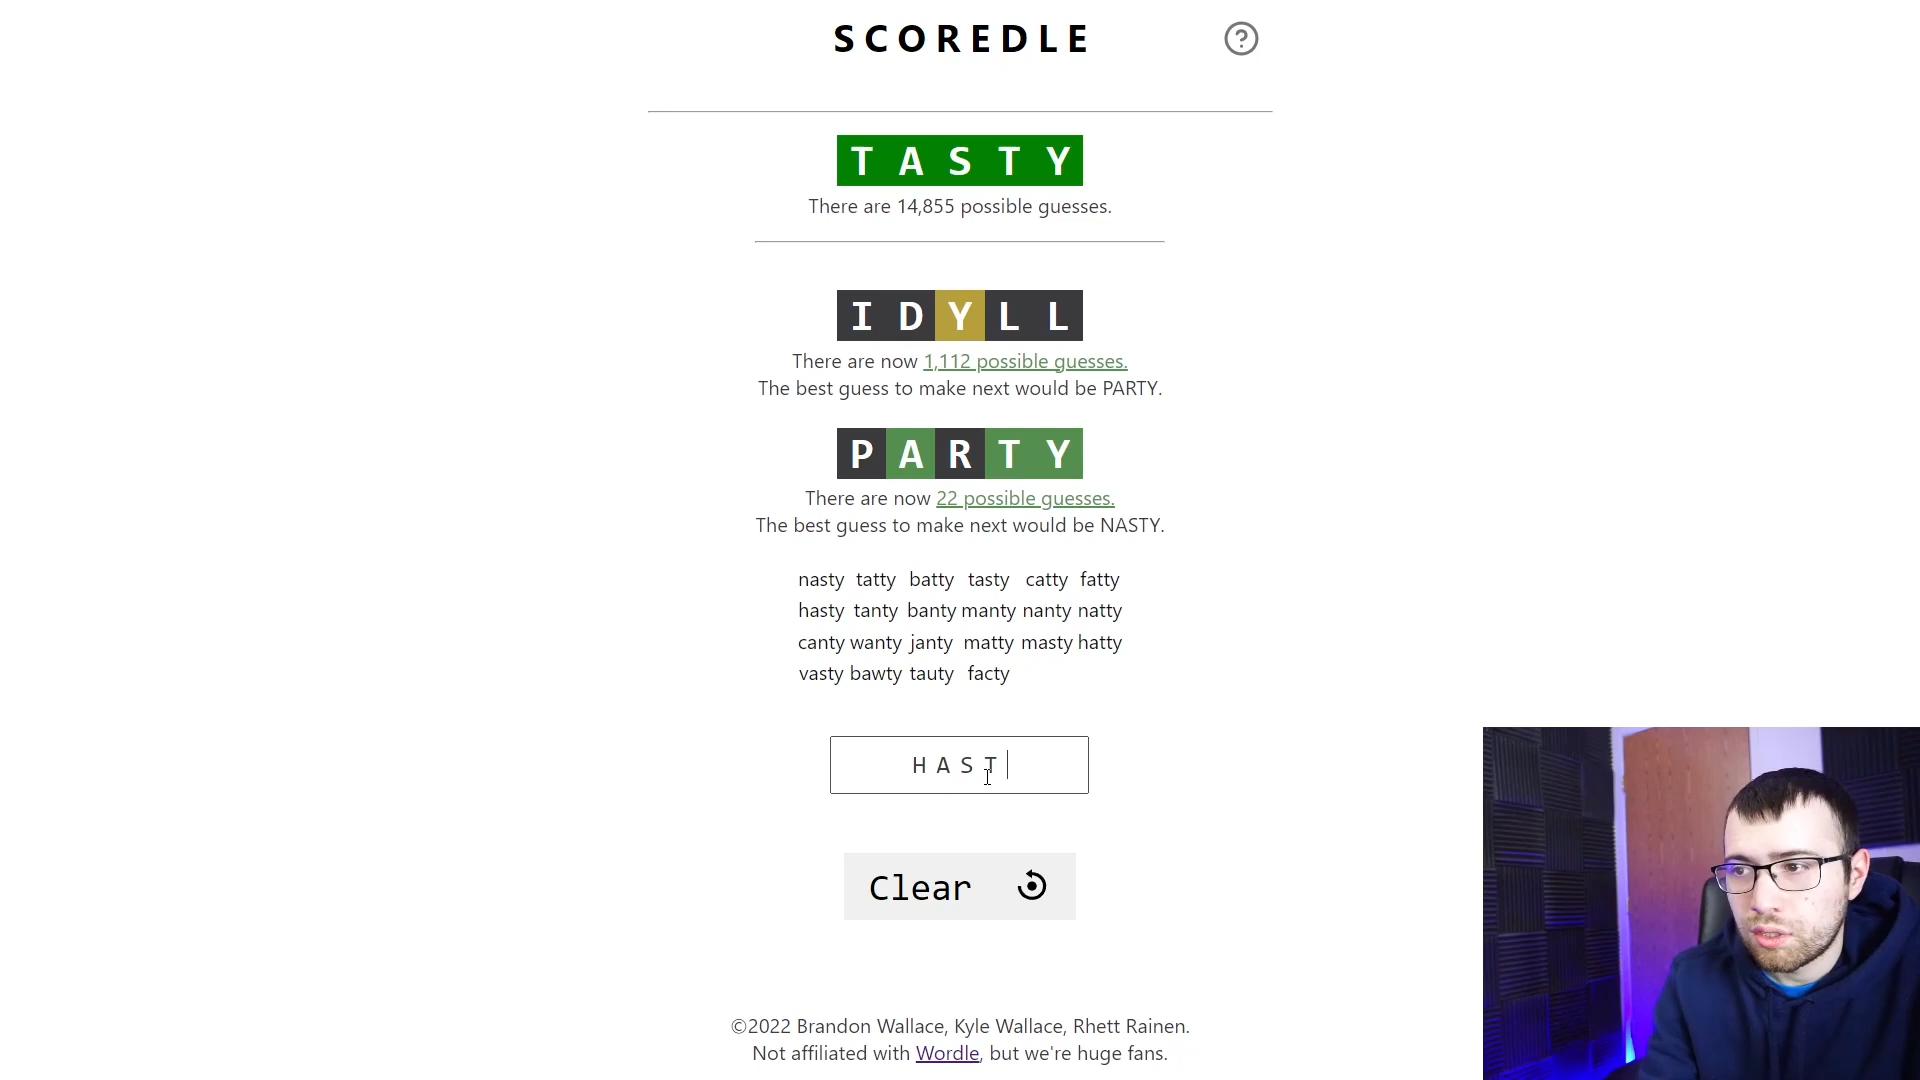 SCOREDLE
TASTY
There are 14,855 possible guesses.
IDYLL
There are now 1,112 possible guesses.
The best guess to make next would be PARTY.
PARTY
There are now 22 possible guesses.
The best guess to make next would be NASTY.
nasty tatty batty tasty catty fatty
hasty tanty banty manty nanty natty
canty wanty janty matty masty hatty
vasty bawty tauty facty
HAST
Clear
©2022 Brandon Wallace, Kyle Wallace, Rhett Rainen.
Not affiliated with Wordle, but we're huge fans.